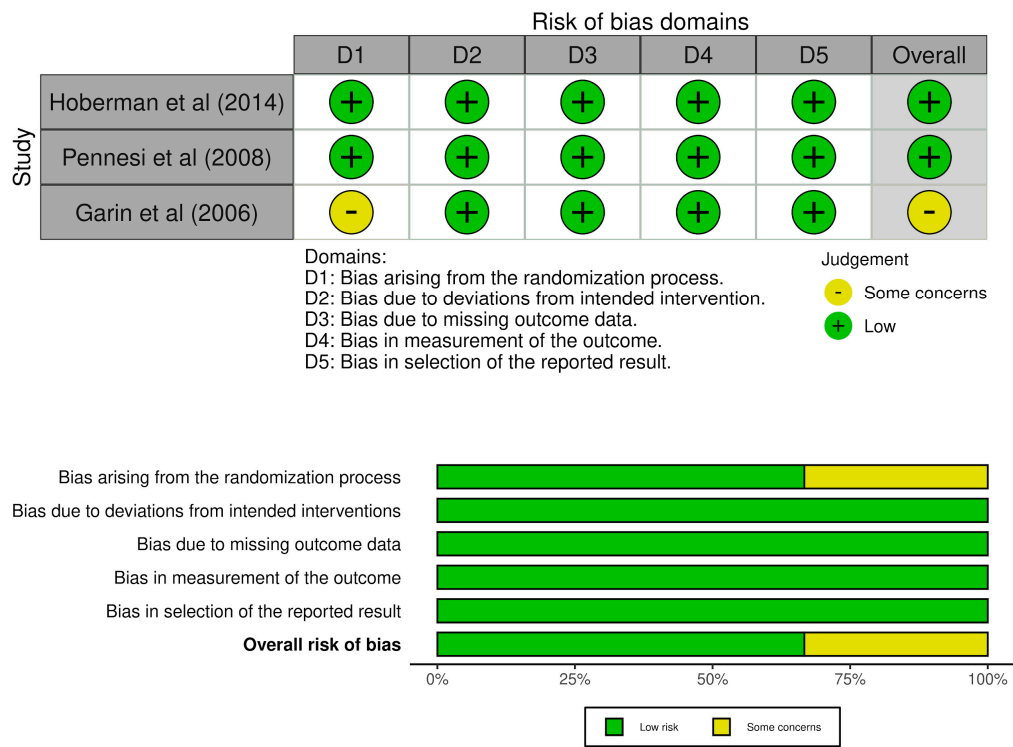 Risk of bias domains
D1 D2 D3 D4 D5 Overall
Study
Hoberman et al (2014) + + + + + +
Pennesi et al (2008) + + + + + +
Garin et al (2006) - + + + + -
Domains:
D1: Bias arising from the randomization process.
D2: Bias due to deviations from intended intervention.
D3: Bias due to missing outcome data.
D4: Bias in measurement of the outcome.
D5: Bias in selection of the reported result.
Judgement
- Some concerns
+ Low
Bias arising from the randomization process
Bias due to deviations from intended interventions
Bias due to missing outcome data
Bias in measurement of the outcome
Bias in selection of the reported result
Overall risk of bias
0% 25% 50% 75% 100%
Low risk Some concerns